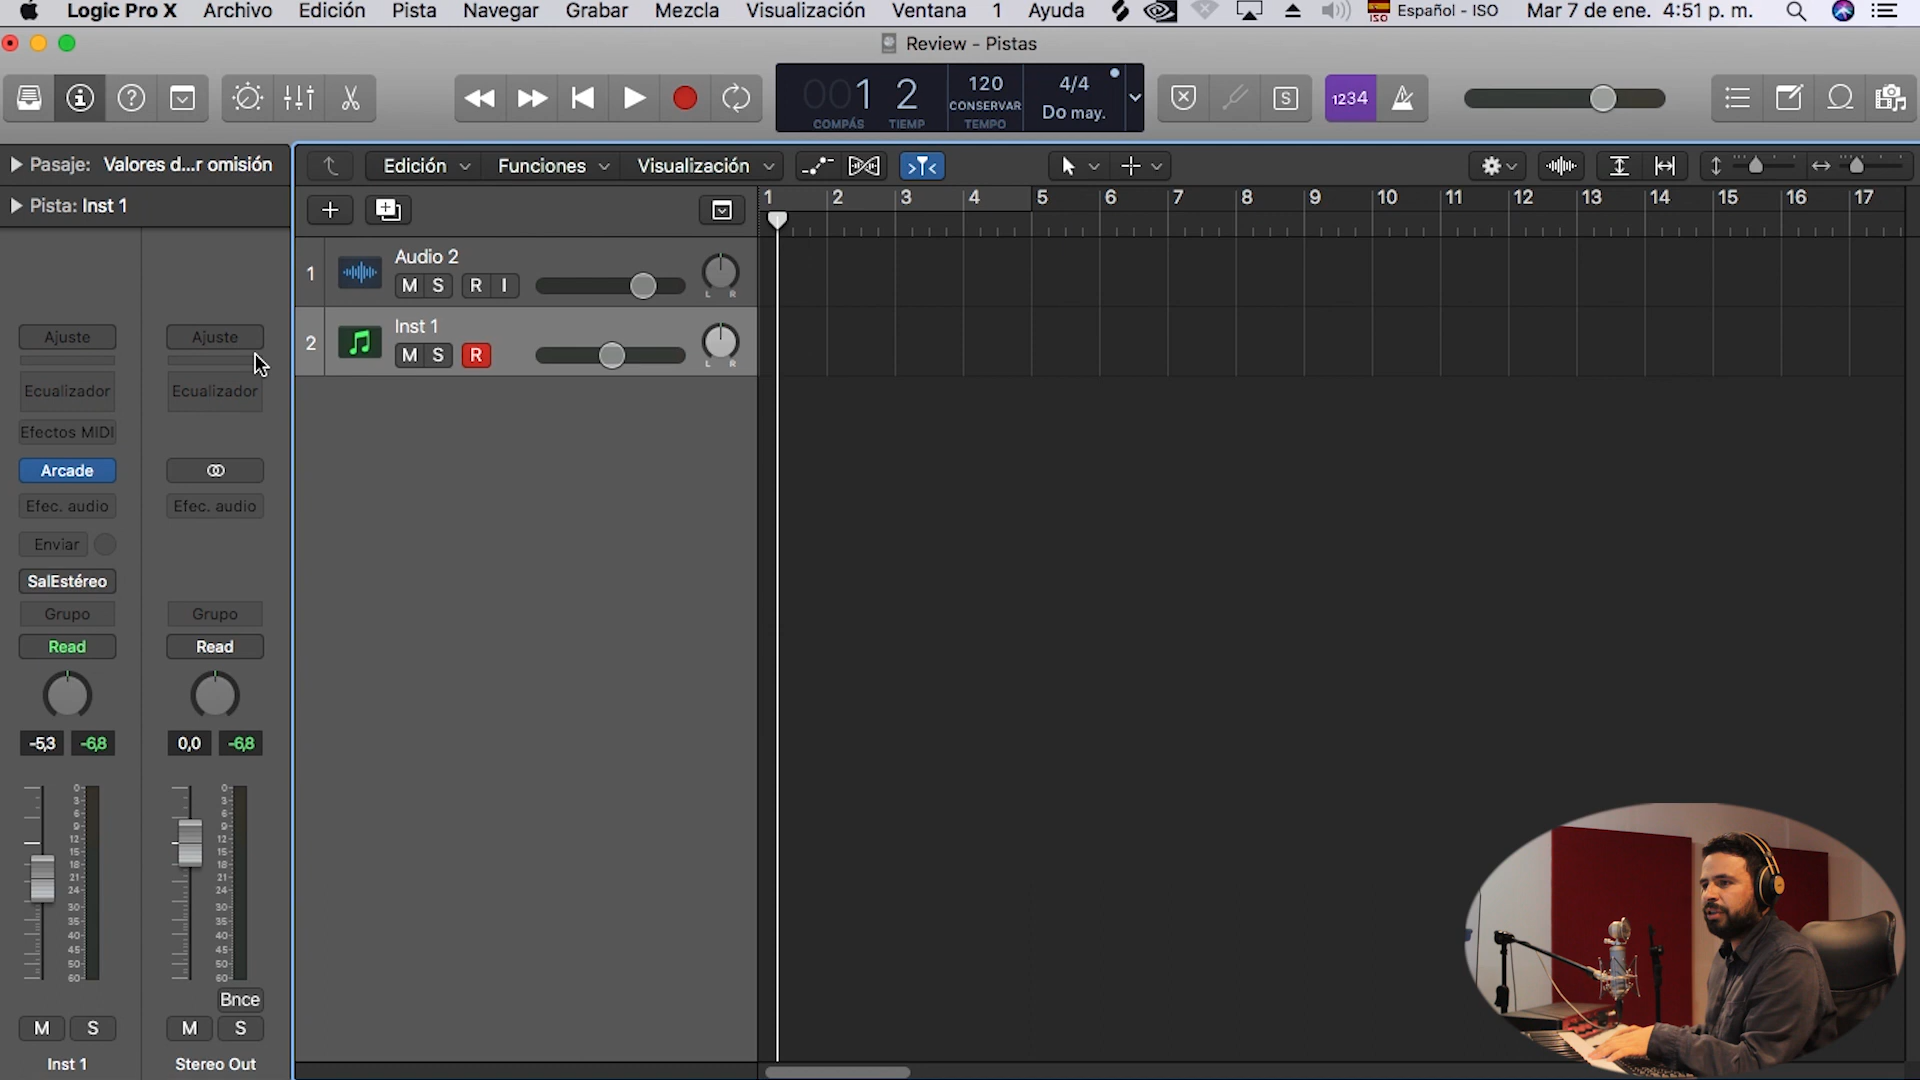 Logic Pro X Archivo Edición Pista Navegar Grabar Mezcla Visualización Ventana 1 Ayuda ISO Español - ISO Mar 7 de ene. 4:51 p. m.
Review - Pistas
001 2 120 4/4
CONSERVAR Do may.
COMPÁS TIEMP TEMPO
S 1234
Pasaje: Valores d...r omisión
Edición Funciones Visualización
Pista: Inst 1
1 2 3 4 5 6 7 8 9 10 11 12 13 14 15 16 17
1 Audio 2
M S R I L R
2 Inst 1
M S R L R
Ajuste Ajuste
Ecualizador Ecualizador
Efectos MIDI
Arcade
Efec. audio Efec. audio
Enviar
SalEstéreo
Grupo Grupo
Read Read
-5,3 -6,8 0,0 -6,8
0 0
3 3
6 6
9 9
12 12
15 15
18 18
21 21
24 24
30 30
35 35
40 40
45 45
50 50
60 60
Bnce
M S M S
Inst 1 Stereo Out